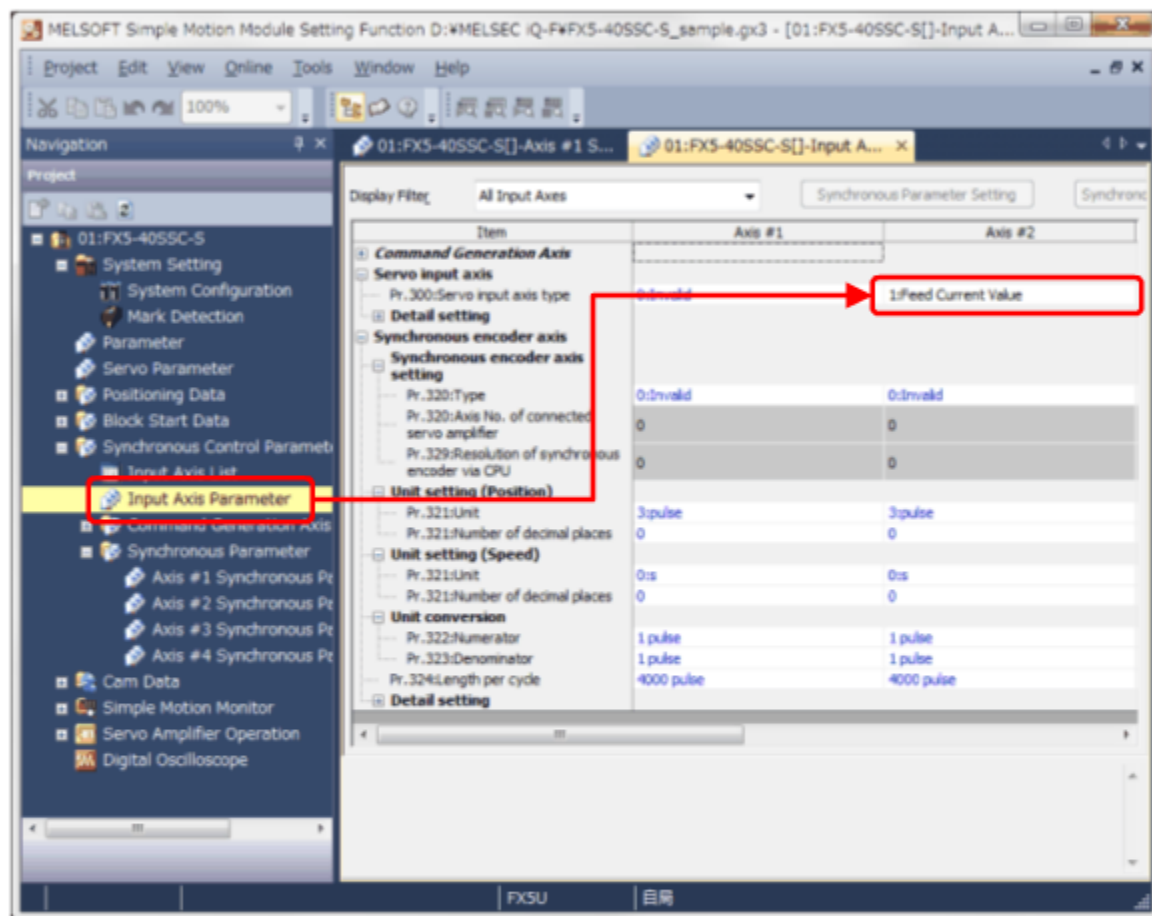 MELSOFT Simple Motion Module Setting Function D:¥MELSEC iQ-F¥FX5-40SSC-S_sample.gx3 - [01:FX5-40SSC-S[]-Input A...
Project Edit View Online Tools Window Help
100%
Navigation
01:FX5-40SSC-S[]-Axis #1 S...
01:FX5-40SSC-S[]-Input A...
Project
Display Filter
All Input Axes
Synchronous Parameter Setting
Synchrono
01:FX5-40SSC-S
System Setting
System Configuration
Mark Detection
Parameter
Servo Parameter
Positioning Data
Block Start Data
Synchronous Control Paramet
Input Axis List
Input Axis Parameter
Command Generation Axis
Synchronous Parameter
Axis #1 Synchronous Pa
Axis #2 Synchronous Pa
Axis #3 Synchronous Pa
Axis #4 Synchronous Pa
Cam Data
Simple Motion Monitor
Servo Amplifier Operation
Digital Oscilloscope
Item Axis #1 Axis #2
Command Generation Axis
Servo input axis
Pr.300:Servo input axis type 0:Invalid 1:Feed Current Value
Detail setting
Synchronous encoder axis
Synchronous encoder axis
setting
Pr.320:Type 0:Invalid 0:Invalid
Pr.320:Axis No. of connected
servo amplifier 0 0
Pr.329:Resolution of synchronous
encoder via CPU 0 0
Unit setting (Position)
Pr.321:Unit 3:pulse 3:pulse
Pr.321:Number of decimal places 0 0
Unit setting (Speed)
Pr.321:Unit 0:s 0:s
Pr.321:Number of decimal places 0 0
Unit conversion
Pr.322:Numerator 1 pulse 1 pulse
Pr.323:Denominator 1 pulse 1 pulse
Pr.324:Length per cycle 4000 pulse 4000 pulse
Detail setting
FX5U
自局